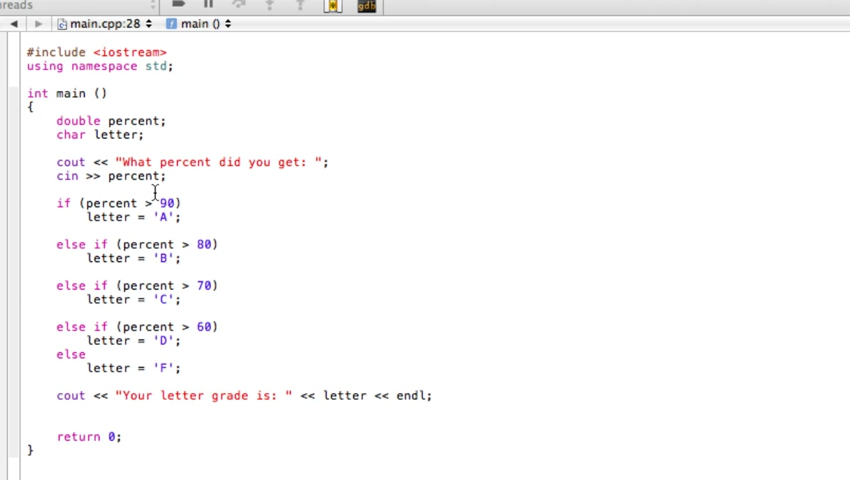 hreads
main.cpp:28 main ()
#include <iostream>
using namespace std;
int main ()
{
double percent;
char letter;
cout << "What percent did you get: ";
cin >> percent;
if (percent > 90)
letter = 'A';
else if (percent > 80)
letter = 'B';
else if (percent > 70)
letter = 'C';
else if (percent > 60)
letter = 'D';
else
letter = 'F';
cout << "Your letter grade is: " << letter << endl;
return 0;
}